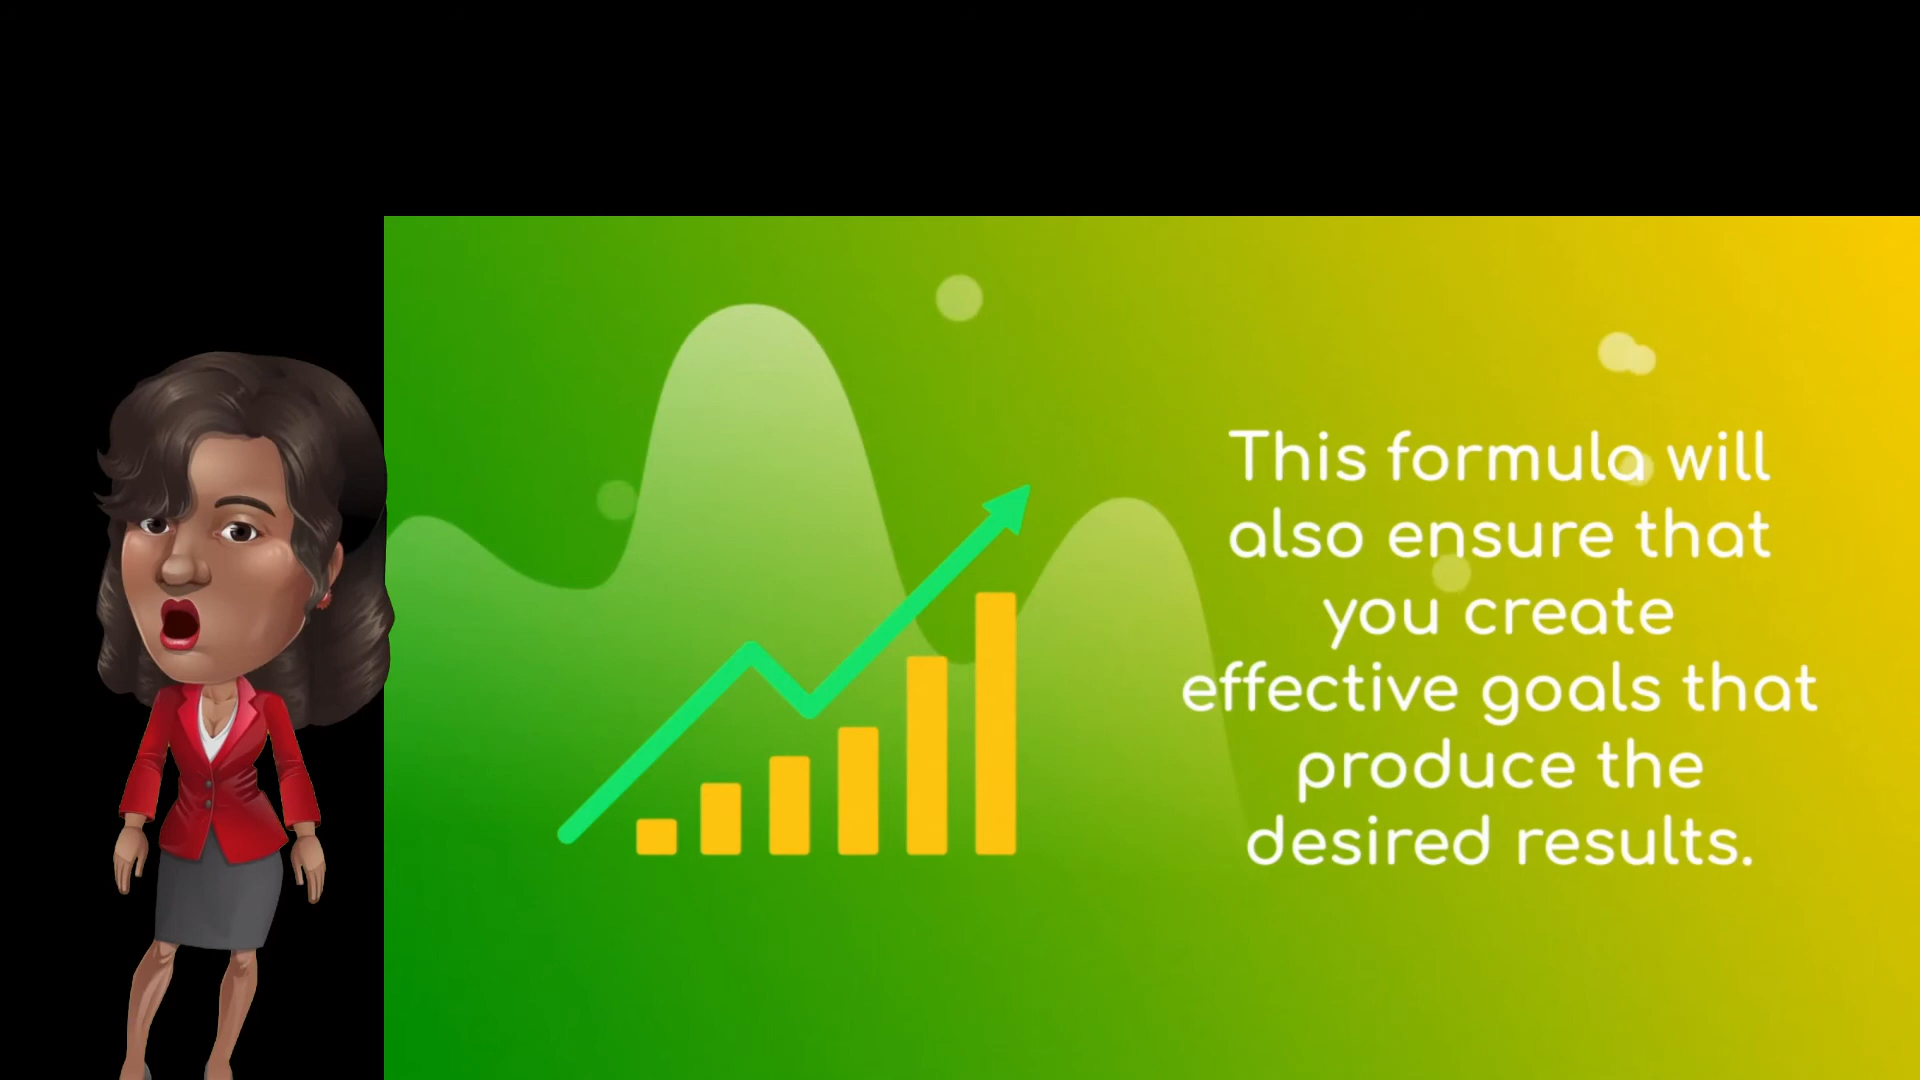 This formula will
also ensure that
you create
effective goals that
produce the
desired results.